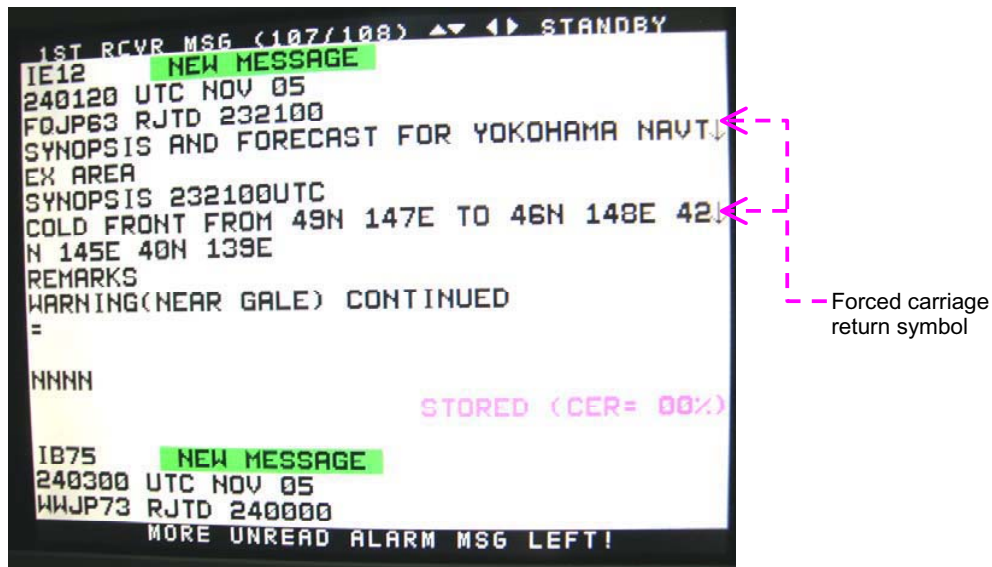 1ST RCVR MSG (107/108) ▲▼ ◀▶ STANDBY
IE12 NEW MESSAGE
240120 UTC NOV 05
FQJP63 RJTD 232100
SYNOPSIS AND FORECAST FOR YOKOHAMA NAVT↓
EX AREA
SYNOPSIS 232100UTC
COLD FRONT FROM 49N 147E TO 46N 148E 42↓
N 145E 40N 139E
REMARKS
WARNING(NEAR GALE) CONTINUED
=
NNNN
STORED (CER= 00%)
IB75 NEW MESSAGE
240300 UTC NOV 05
WWJP73 RJTD 240000
MORE UNREAD ALARM MSG LEFT!
Forced carriage
return symbol